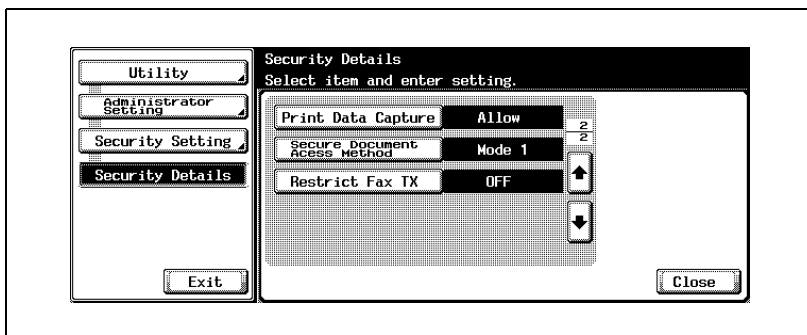 Utility
Administrator
Setting
Security Setting
Security Details
Exit
Security Details
Select item and enter setting.
Print Data Capture Allow
Secure Document
Acess Method Mode 1
Restrict Fax TX OFF
2
2
Close